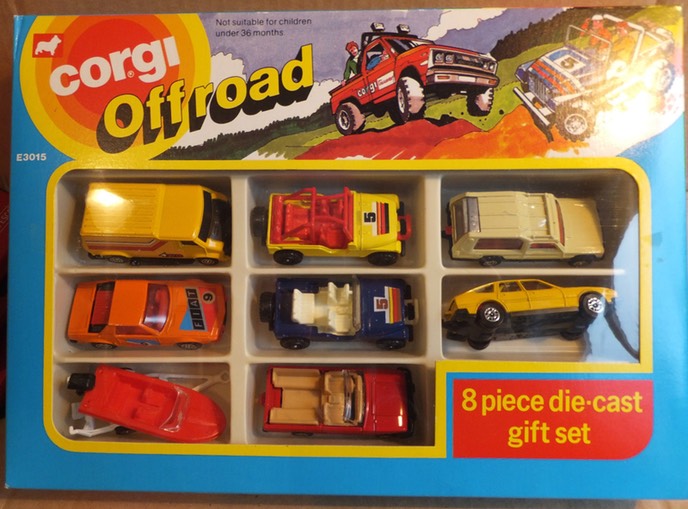 corgi®
Not suitable for children
under 36 months
Offroad
corgi
5
E3015
5
FIAT
9
5
8 piece die-cast
gift set